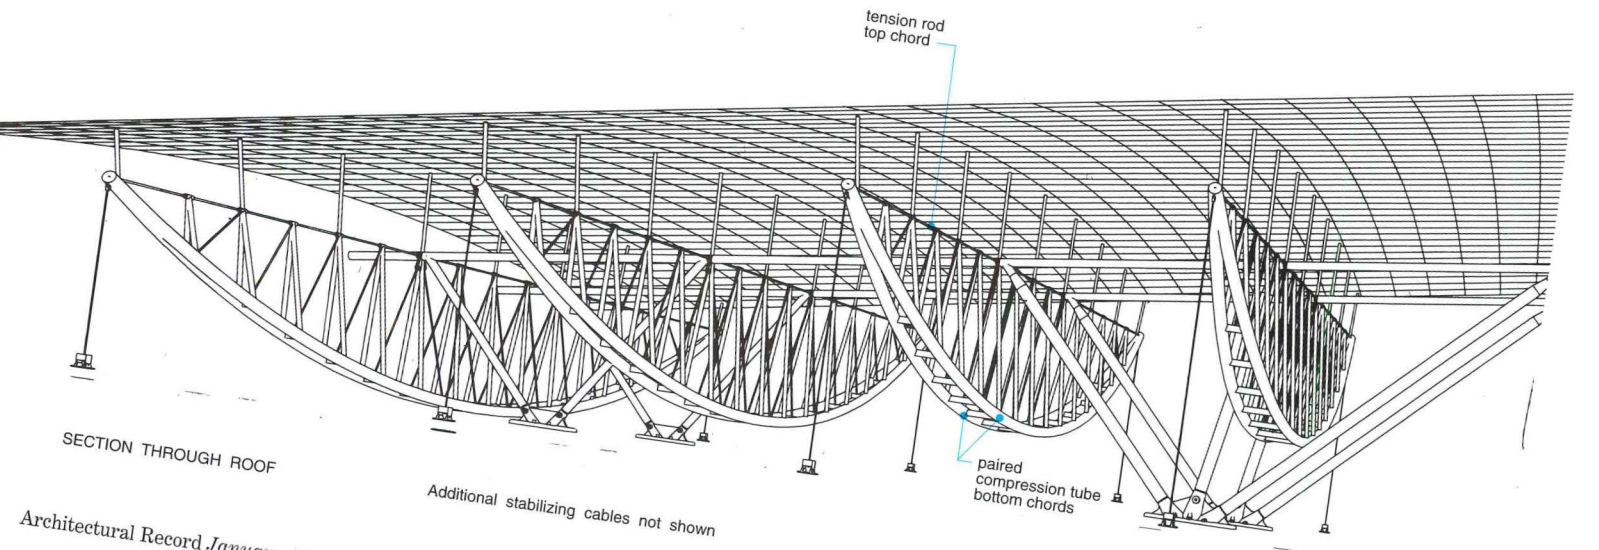 tension rod
top chord
paired
compression tube
bottom chords
SECTION THROUGH ROOF
Additional stabilizing cables not shown
Architectural Record